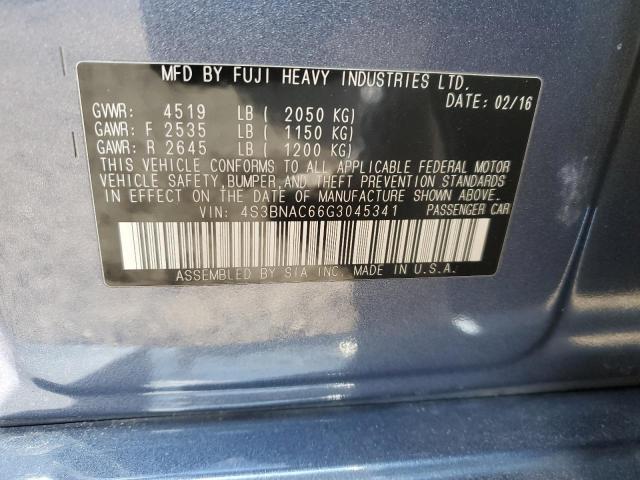 MFD BY FUJI HEAVY INDUSTRIES LTD.
DATE: 02/16
GVWR: 4519 LB ( 2050 KG)
GAWR: F 2535 LB ( 1150 KG)
GAWR: R 2645 LB ( 1200 KG)
THIS VEHICLE CONFORMS TO ALL APPLICABLE FEDERAL MOTOR
VEHICLE SAFETY, BUMPER, AND THEFT PREVENTION STANDARDS
IN EFFECT ON THE DATE OF MANUFACTURE SHOWN ABOVE.
VIN: 4S3BNAC66G3045341 PASSENGER CAR
ASSEMBLED BY SIA INC. MADE IN U.S.A.